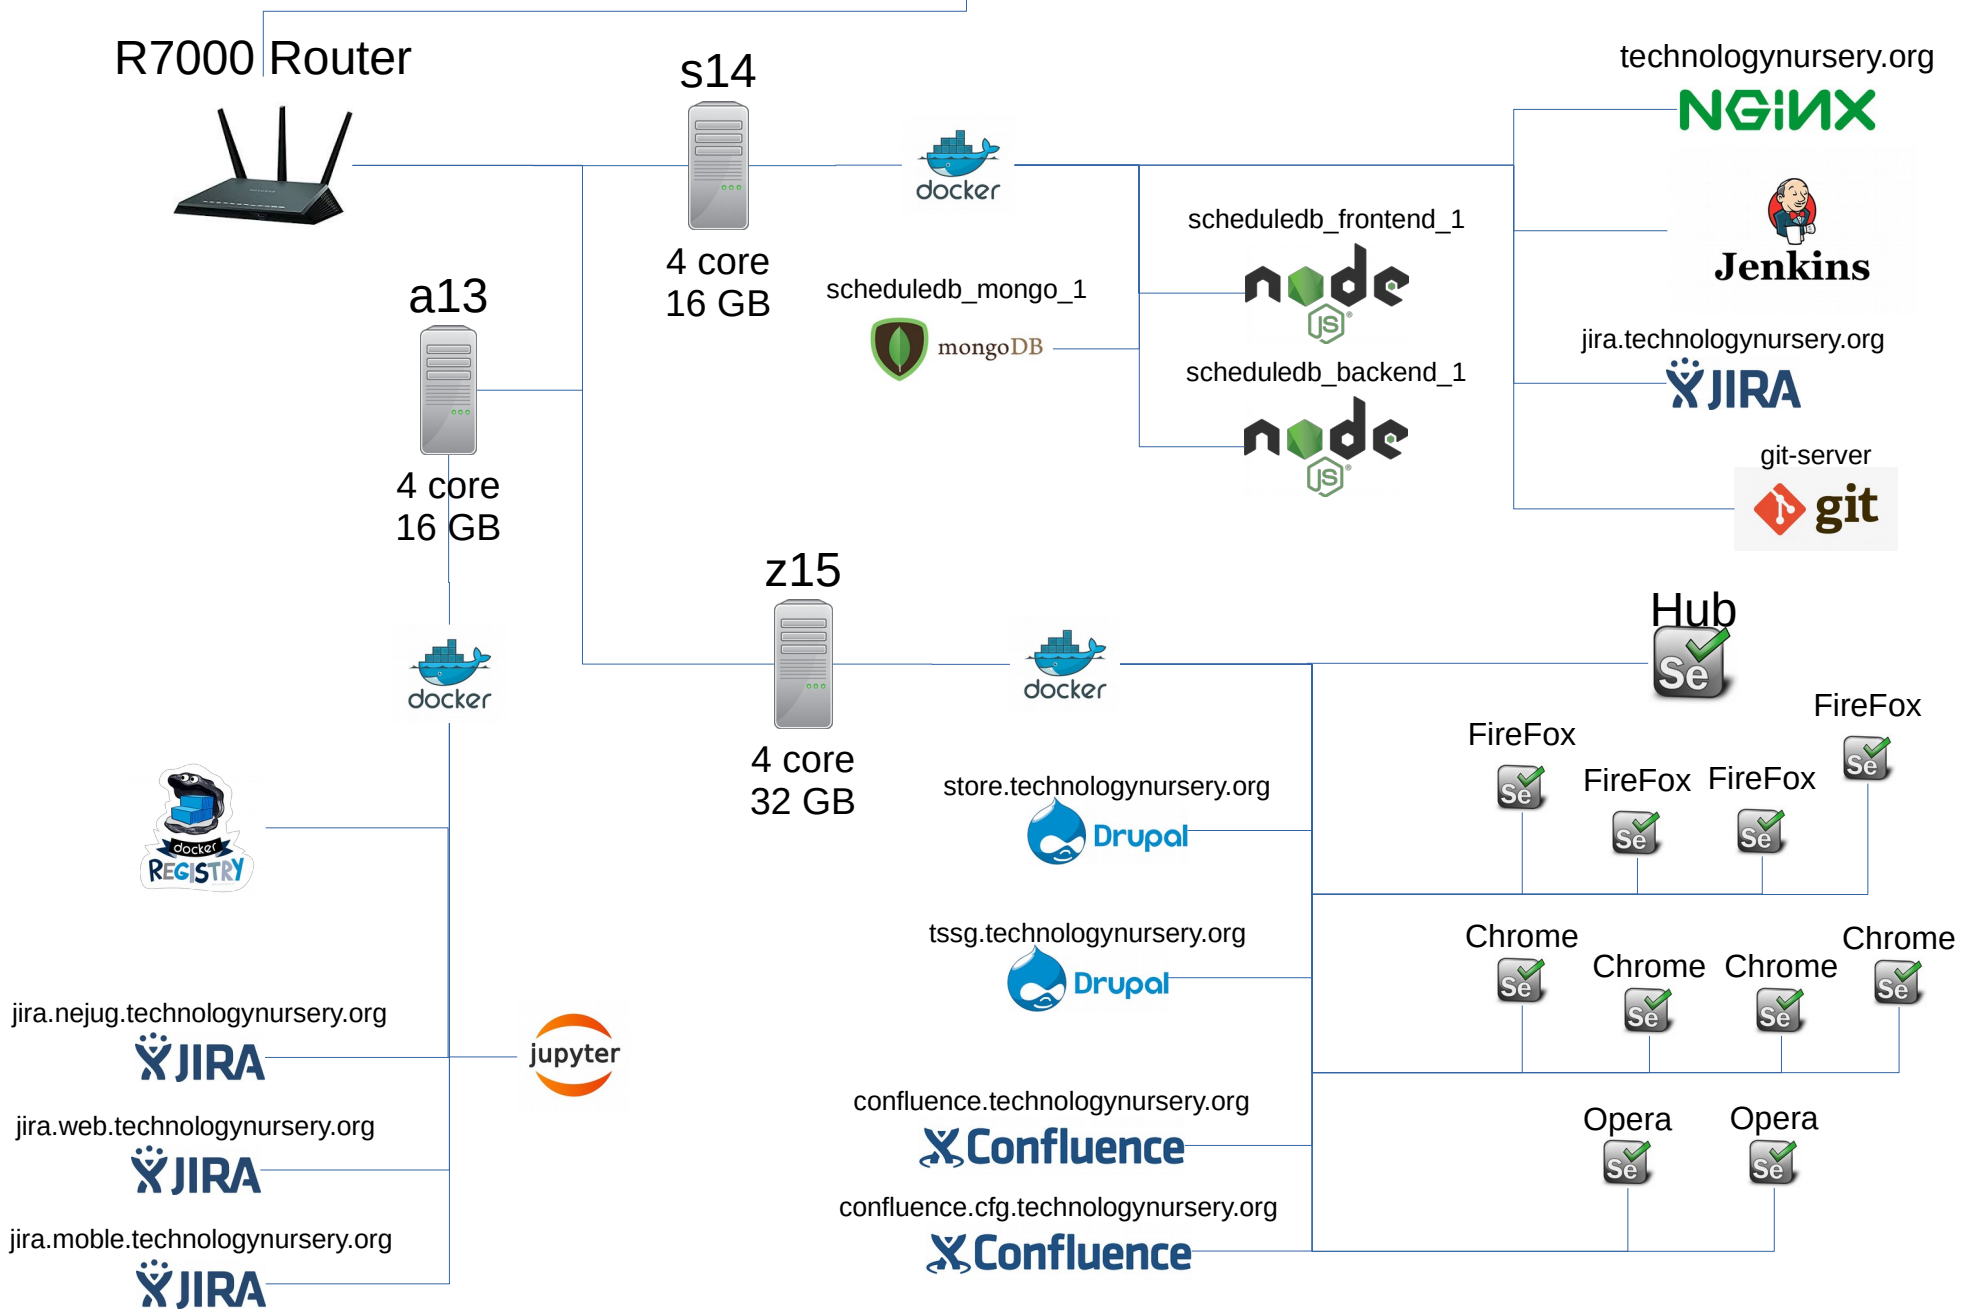 R7000 Router
s14
docker
4 core
16 GB
technologynursery.org
NGINX
Jenkins
jira.technologynursery.org
JIRA
git-server
git
scheduledb_frontend_1
node
JS
scheduledb_mongo_1
mongoDB
scheduledb_backend_1
node
JS
a13
4 core
16 GB
docker
docker
REGISTRY
jira.nejug.technologynursery.org
JIRA
jupyter
jira.web.technologynursery.org
JIRA
jira.moble.technologynursery.org
JIRA
z15
4 core
32 GB
docker
store.technologynursery.org
Drupal
tssg.technologynursery.org
Drupal
confluence.technologynursery.org
Confluence
confluence.cfg.technologynursery.org
Confluence
Hub
Se
FireFox
Se
FireFox
Se
FireFox
Se
FireFox
Se
Chrome
Se
Chrome
Se
Chrome
Se
Chrome
Se
Opera
Se
Opera
Se